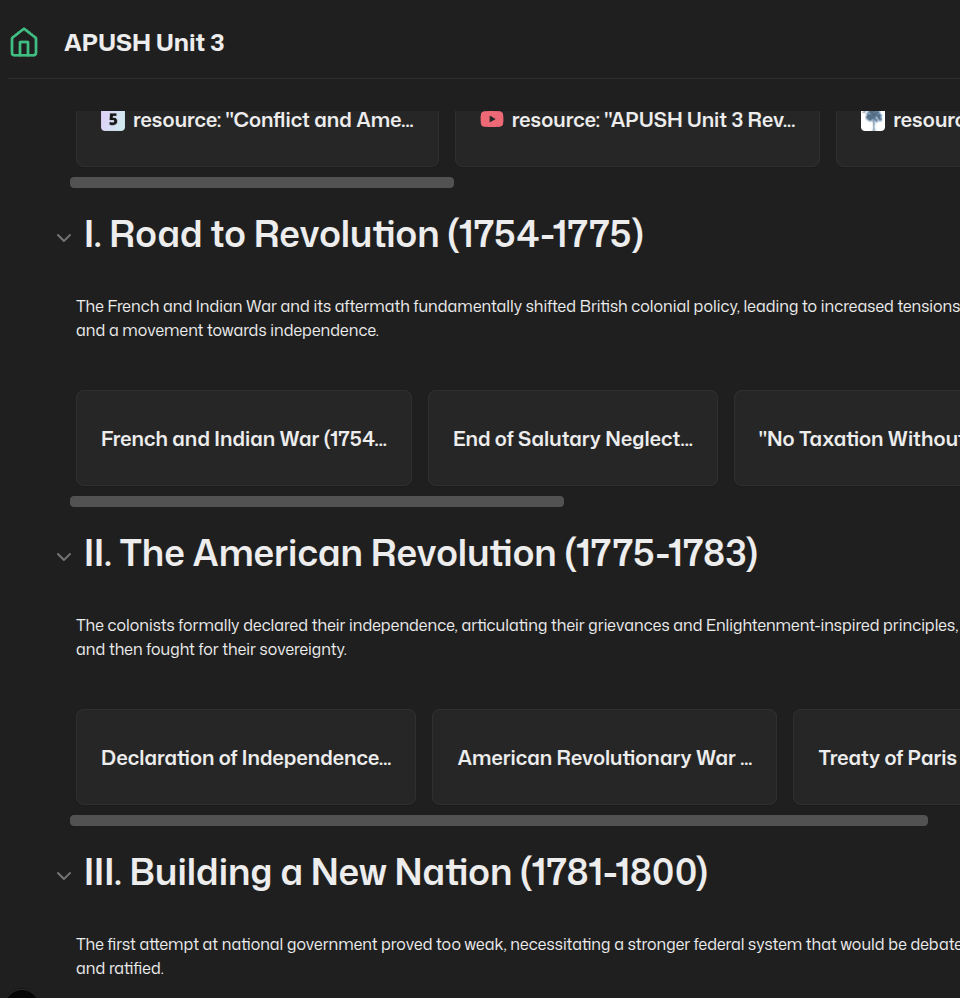 APUSH Unit 3
5 resource: "Conflict and Ame...
resource: "APUSH Unit 3 Rev...
I. Road to Revolution (1754-1775)
The French and Indian War and its aftermath fundamentally shifted British colonial policy, leading to increased tensions
and a movement towards independence.
French and Indian War (1754...
End of Salutary Neglect...
"No Taxation Without
II. The American Revolution (1775-1783)
The colonists formally declared their independence, articulating their grievances and Enlightenment-inspired principles,
and then fought for their sovereignty.
Declaration of Independence...
American Revolutionary War ...
Treaty of Paris
III. Building a New Nation (1781-1800)
The first attempt at national government proved too weak, necessitating a stronger federal system that would be debate
and ratified.